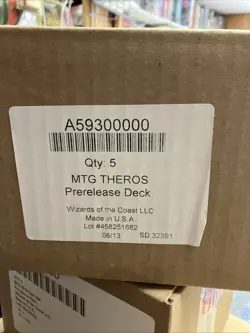 A59300000
Qty: 5
MTG THEROS
Prerelease Deck
Wizards of the Coast LLC
Made in U.S.A.
Lot #458251682
08/13 SD 32381